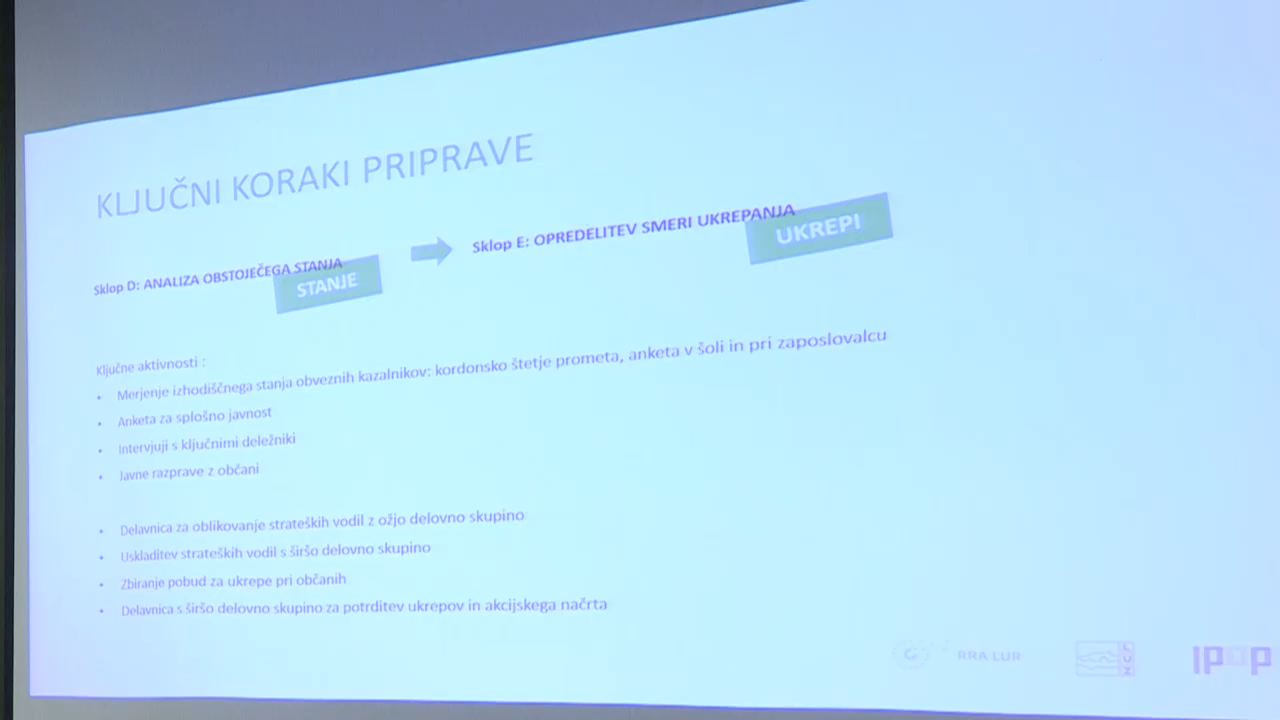 KLJUČNI KORAKI PRIPRAVE
Sklop D: ANALIZA OBSTOJEČEGA STANJA
STANJE
Sklop E: OPREDELITEV SMERI UKREPANJA
UKREPI
Ključne aktivnosti :
• Merjenje izhodiščnega stanja obveznih kazalnikov: kordonsko štetje prometa, anketa v šoli in pri zaposlovalcu
• Anketa za splošno javnost
• Intervjuji s ključnimi deležniki
• Javne razprave z občani
• Delavnica za oblikovanje strateških vodil z ožjo delovno skupino
• Uskladitev strateških vodil s širšo delovno skupino
• Zbiranje pobud za ukrepe pri občanih
• Delavnica s širšo delovno skupino za potrditev ukrepov in akcijskega načrta
RRA LUR
IPOP